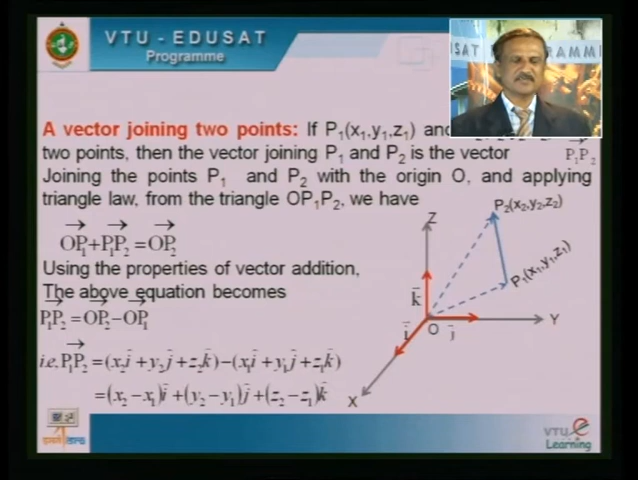 VTU - EDUSAT
Programme
USAT
RAMME
A vector joining two points: If P₁(x₁,y₁,z₁) and
two points, then the vector joining P₁ and P₂ is the vector P₁P₂
Joining the points P₁ and P₂ with the origin O, and applying
triangle law, from the triangle OP₁P₂, we have
OP₁+P₁P₂=OP₂
Using the properties of vector addition,
The above equation becomes
P₁P₂=OP₂−OP₁
i.e.P₁P₂=(x₂i+y₂j+z₂k)−(x₁i+y₁j+z₁k)
=(x₂−x₁)i+(y₂−y₁)j+(z₂−z₁)k
Z
P₂(x₂,y₂,z₂)
P₁(x₁,y₁,z₁)
k
i
O
j
Y
X
VTU e
Learning